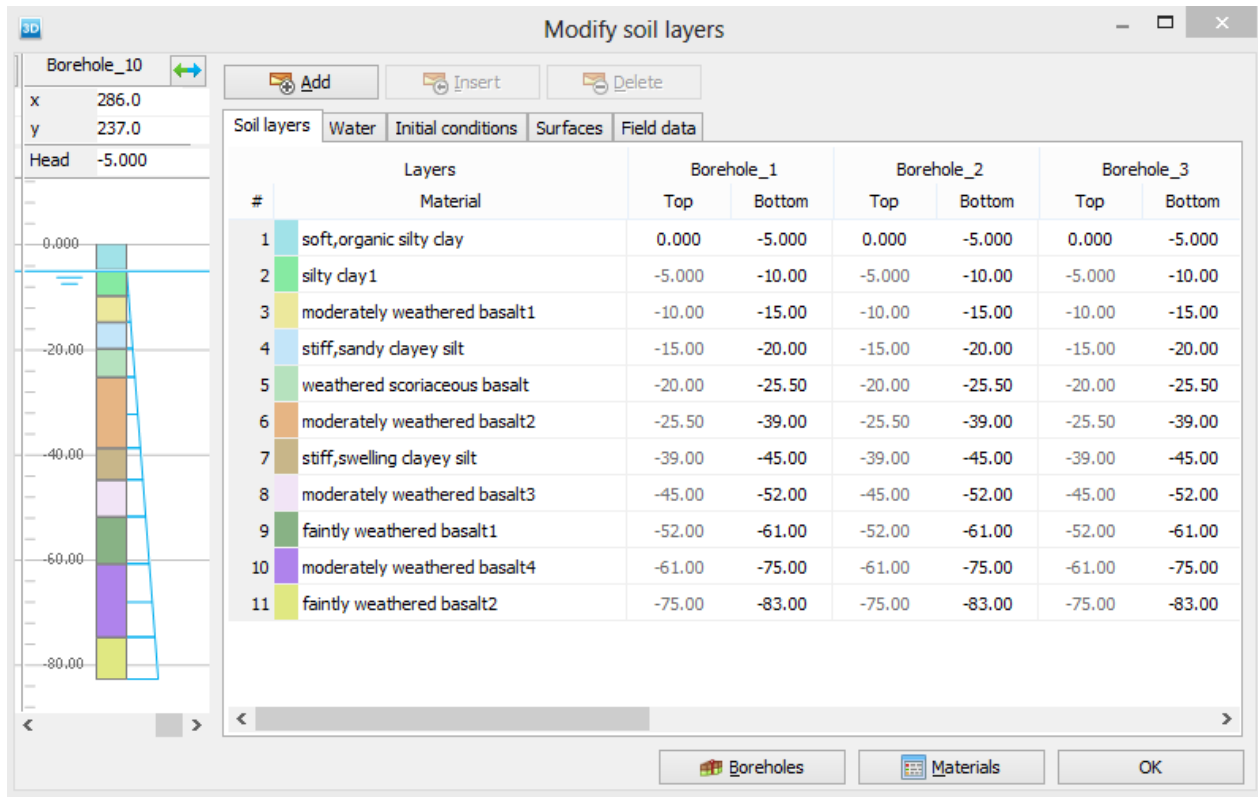 3D Modify soil layers
Borehole_10
x 286.0
y 237.0
Head -5.000
0.000
-20.00
-40.00
-60.00
-80.00
Add Insert Delete
Soil layers Water Initial conditions Surfaces Field data
Layers Borehole_1 Borehole_2 Borehole_3
# Material Top Bottom Top Bottom Top Bottom
1 soft,organic silty clay 0.000 -5.000 0.000 -5.000 0.000 -5.000
2 silty clay1 -5.000 -10.00 -5.000 -10.00 -5.000 -10.00
3 moderately weathered basalt1 -10.00 -15.00 -10.00 -15.00 -10.00 -15.00
4 stiff,sandy clayey silt -15.00 -20.00 -15.00 -20.00 -15.00 -20.00
5 weathered scoriaceous basalt -20.00 -25.50 -20.00 -25.50 -20.00 -25.50
6 moderately weathered basalt2 -25.50 -39.00 -25.50 -39.00 -25.50 -39.00
7 stiff,swelling clayey silt -39.00 -45.00 -39.00 -45.00 -39.00 -45.00
8 moderately weathered basalt3 -45.00 -52.00 -45.00 -52.00 -45.00 -52.00
9 faintly weathered basalt1 -52.00 -61.00 -52.00 -61.00 -52.00 -61.00
10 moderately weathered basalt4 -61.00 -75.00 -61.00 -75.00 -61.00 -75.00
11 faintly weathered basalt2 -75.00 -83.00 -75.00 -83.00 -75.00 -83.00
Boreholes Materials OK